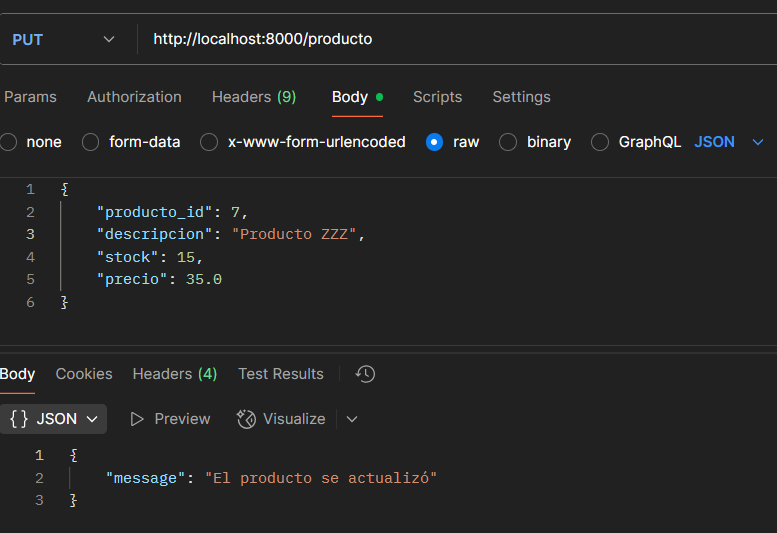 PUT http://localhost:8000/producto
Params Authorization Headers (9) Body Scripts Settings
none form-data x-www-form-urlencoded raw binary GraphQL JSON
1 {
2 "producto_id": 7,
3 "descripcion": "Producto ZZZ",
4 "stock": 15,
5 "precio": 35.0
6 }
Body Cookies Headers (4) Test Results
{} JSON Preview Visualize
1 {
2 "message": "El producto se actualizó"
3 }